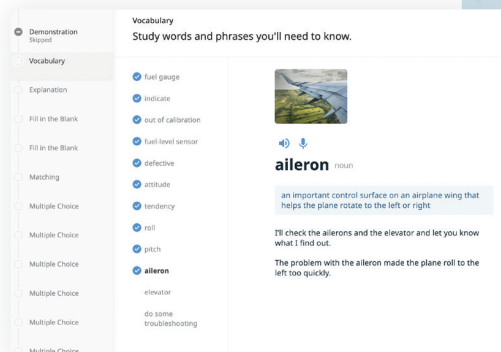 Demonstration
Skipped
Vocabulary
Explanation
Fill in the Blank
Fill in the Blank
Matching
Multiple Choice
Multiple Choice
Multiple Choice
Multiple Choice
Multiple Choice
Multiple Choice
Vocabulary
Study words and phrases you'll need to know.
fuel gauge
indicate
out of calibration
fuel-level sensor
defective
attitude
tendency
roll
pitch
aileron
elevator
do some
troubleshooting
aileron noun
an important control surface on an airplane wing that
helps the plane rotate to the left or right
I'll check the ailerons and the elevator and let you know
what I find out.
The problem with the aileron made the plane roll to the
left too quickly.